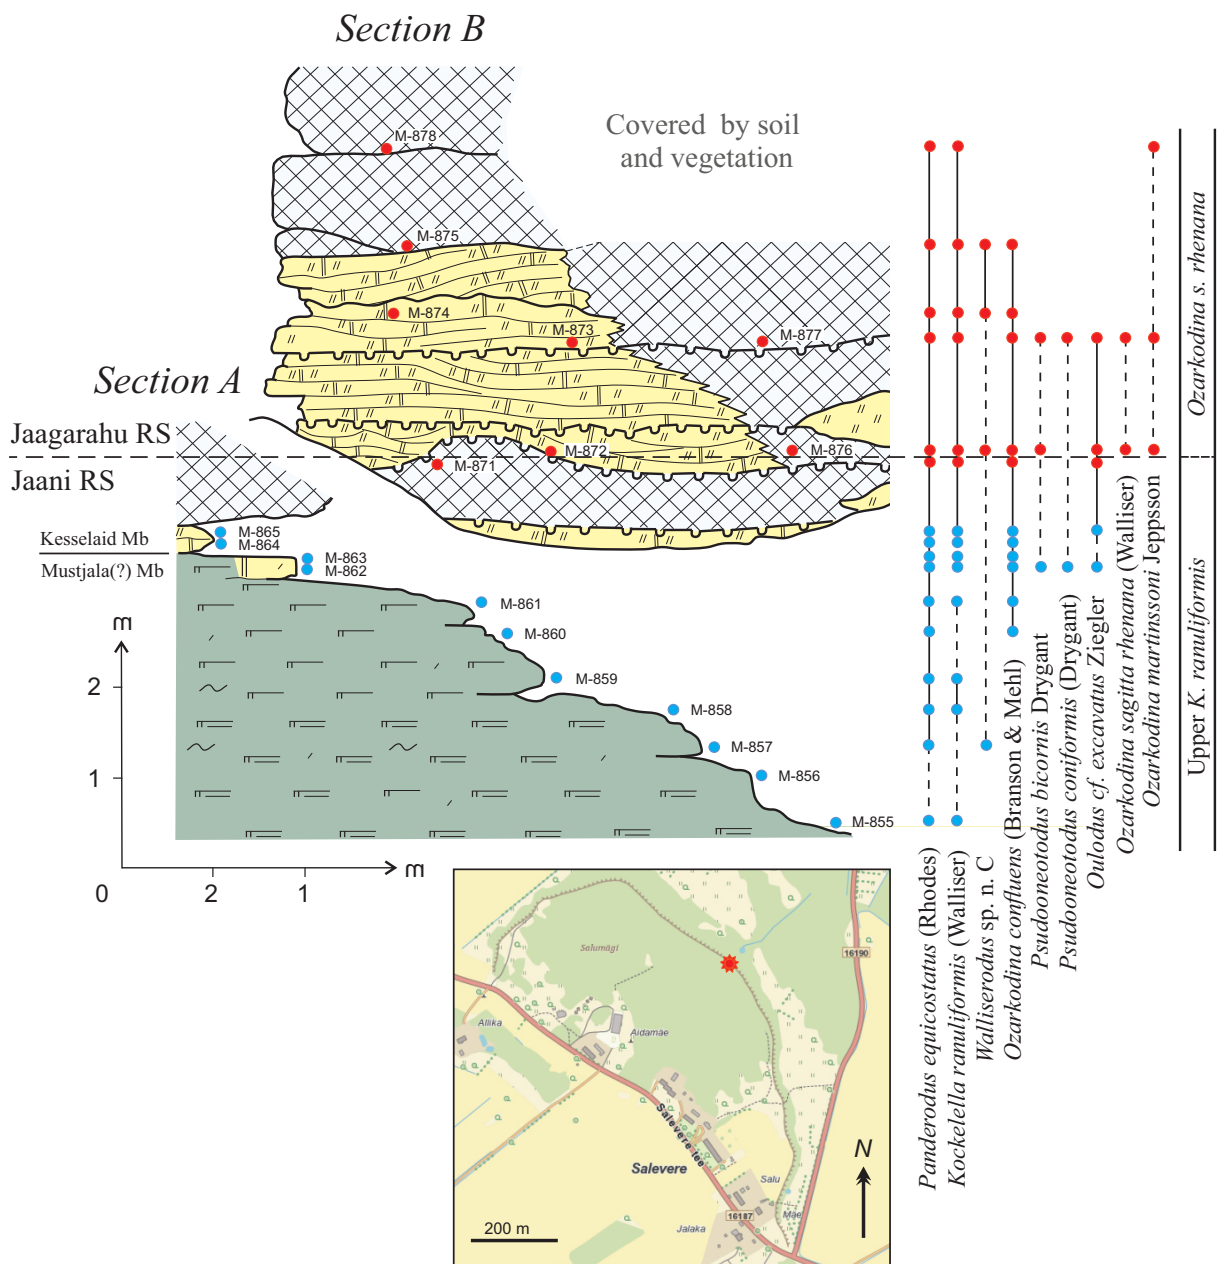 Section B
Covered by soil
and vegetation
M-878
M-875
M-874
M-873
M-877
Section A
Jaagarahu RS
Jaani RS
M-872
M-876
M-871
Kesselaid Mb
Mustjala(?) Mb
M-865
M-864
M-863
M-862
M-861
M-860
M-859
M-858
M-857
M-856
M-855
m
2
1
0
2
1
m
Panderodus equicostatus (Rhodes)
Kockelella ranuliformis (Walliser)
Walliserodus sp. n. C
Ozarkodina confluens (Branson & Mehl)
Psudooneotodus bicornis Drygant
Psudooneotodus coniformis (Drygant)
Oulodus cf. excavatus Ziegler
Ozarkodina sagitta rhenana (Walliser)
Ozarkodina martinssoni Jeppsson
Ozarkodina s. rhenana
Upper K. ranuliformis
Salumägi
16190
Allika
Aidamäe
Salevere tee
Salevere
Salu
Mäe
16187
Jalaka
200 m
N